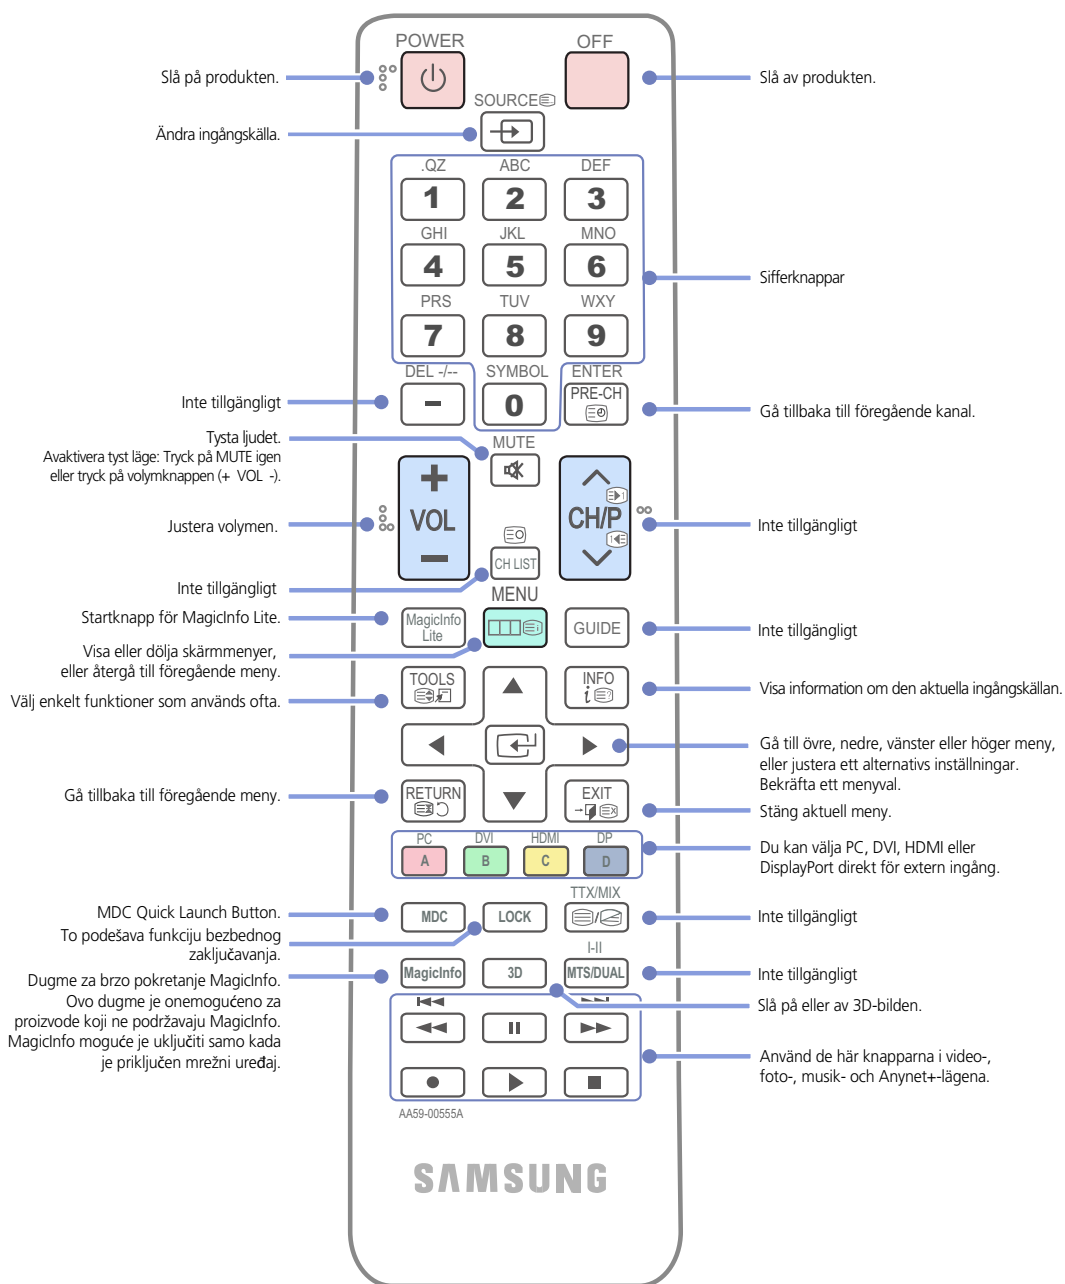 POWER
OFF
Slå på produkten.
Slå av produkten.
SOURCE
Ändra ingångskälla.
.QZ ABC DEF
1 2 3
GHI JKL MNO
4 5 6
Sifferknappar
PRS TUV WXY
7 8 9
DEL -/-- SYMBOL ENTER
- 0 PRE-CH
Inte tillgängligt
Gå tillbaka till föregående kanal.
Tysta ljudet.
Avaktivera tyst läge: Tryck på MUTE igen
eller tryck på volymknappen (+ VOL -).
MUTE
+
VOL
−
CH/P
1
1
Justera volymen.
Inte tillgängligt
CH LIST
Inte tillgängligt
MENU
Startknapp för MagicInfo Lite.
MagicInfo
Lite
GUIDE
Inte tillgängligt
Visa eller dölja skärmmenyer,
eller återgå till föregående meny.
TOOLS
INFO
i
Välj enkelt funktioner som används ofta.
Visa information om den aktuella ingångskällan.
Gå till övre, nedre, vänster eller höger meny,
eller justera ett alternativs inställningar.
Bekräfta ett menyval.
Gå tillbaka till föregående meny.
RETURN
EXIT
Stäng aktuell meny.
PC DVI HDMI DP
A B C D
Du kan välja PC, DVI, HDMI eller
DisplayPort direkt för extern ingång.
TTX/MIX
MDC Quick Launch Button.
MDC LOCK
Inte tillgängligt
To podešava funkciju bezbednog
zaključavanja.
I-II
Dugme za brzo pokretanje MagicInfo.
Ovo dugme je onemogućeno za
proizvode koji ne podržavaju MagicInfo.
MagicInfo moguće je uključiti samo kada
je priključen mrežni uređaj.
MagicInfo 3D MTS/DUAL
Inte tillgängligt
Slå på eller av 3D-bilden.
Använd de här knapparna i video-,
foto-, musik- och Anynet+-lägena.
AA59-00555A
SAMSUNG